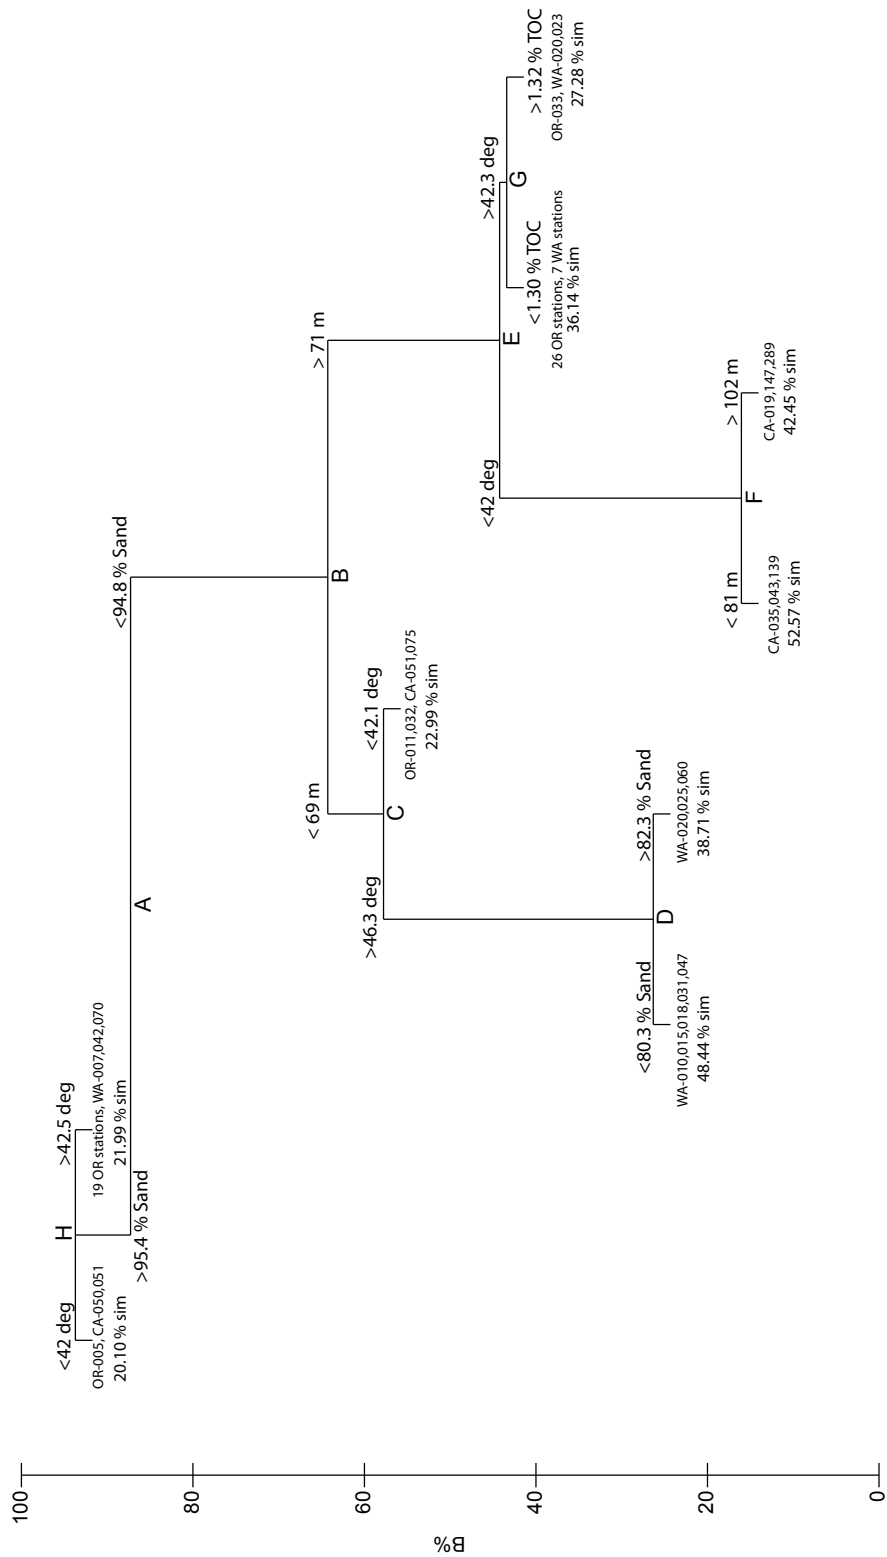 B%
100
80
60
40
20
0
<42 deg
OR-005, CA-050,051
20.10 % sim
H
>42.5 deg
19 OR stations, WA-007,042,070
21.99 % sim
>95.4 % Sand
A
<94.8 % Sand
B
< 69 m
C
>46.3 deg
<42.1 deg
OR-011,032, CA-051,075
22.99 % sim
<80.3 % Sand
WA-010,015,018,031,047
48.44 % sim
D
>82.3 % Sand
WA-020,025,060
38.71 % sim
> 71 m
E
<42 deg
< 81 m
CA-035,043,139
52.57 % sim
F
> 102 m
CA-019,147,289
42.45 % sim
>42.3 deg
G
<1.30 % TOC
26 OR stations, 7 WA stations
36.14 % sim
>1.32 % TOC
OR-033, WA-020,023
27.28 % sim